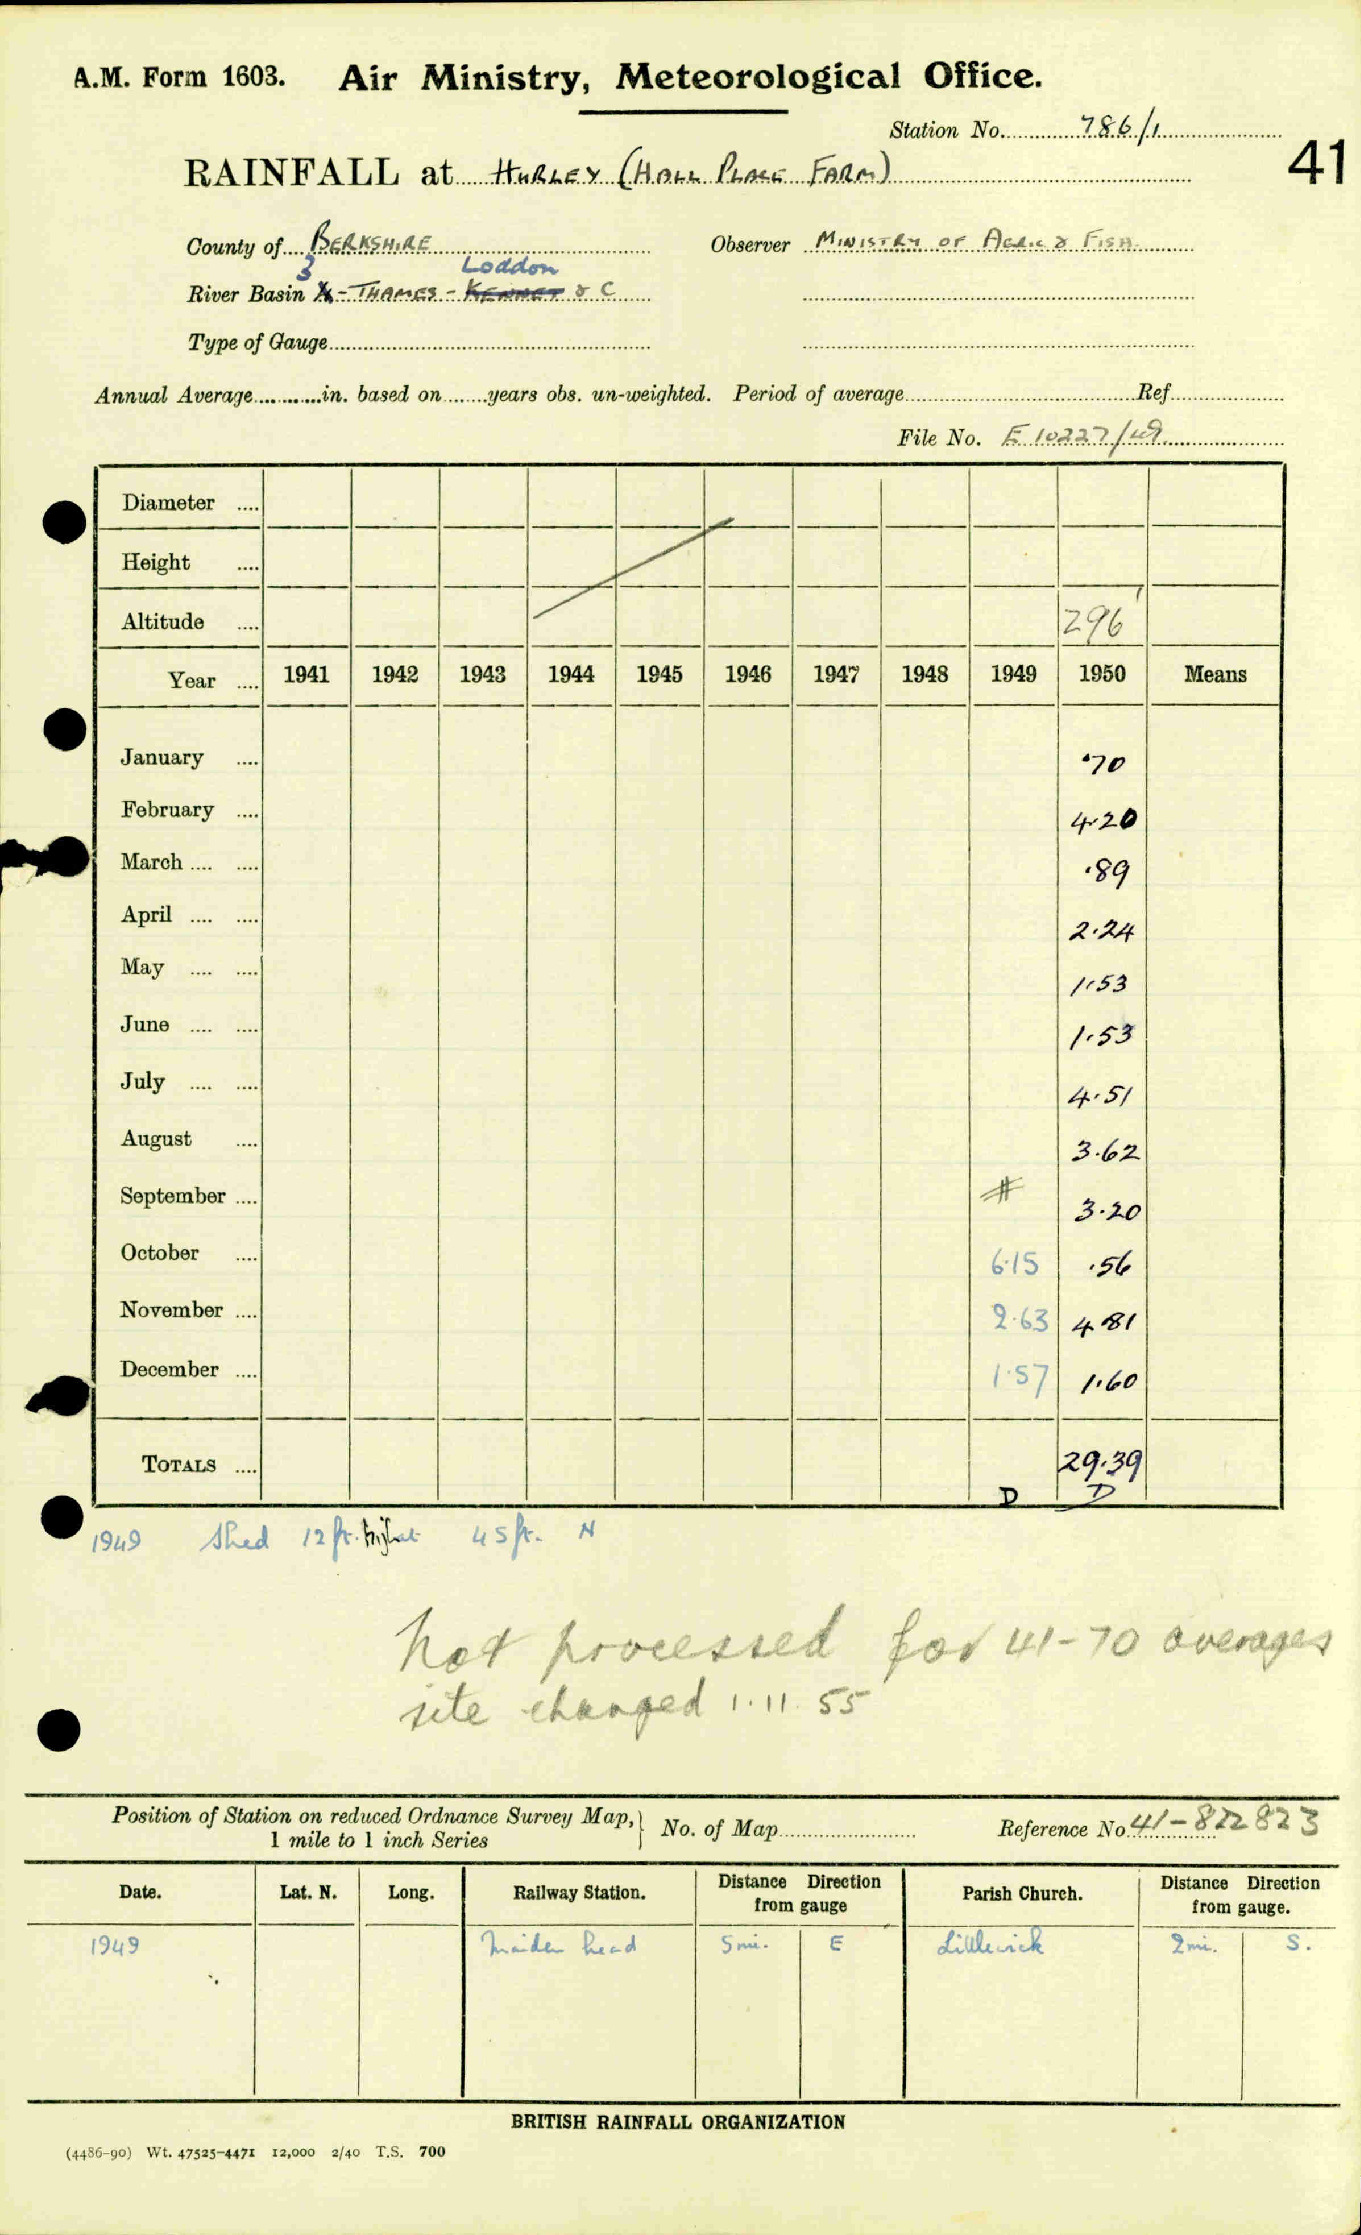 A.M. Form 1603. Air Ministry, Meteorological Office.
Station No. 786/1
41
RAINFALL at HURLEY (HALL PLACE FARM)
County of BERKSHIRE Observer MINISTRY OF AGRIC & FISH.
3 Loddon
River Basin - THAMES - KENNET & C
Type of Gauge
Annual Average in. based on years obs. un-weighted. Period of average Ref
File No. E 10227/49
Diameter
Height
Altitude 296'
Year 1941 1942 1943 1944 1945 1946 1947 1948 1949 1950 Means
January ·70
February 4·20
March ·89
April 2·24
May 1·53
June 1·53
July 4·51
August 3·62
September # 3·20
October 6·15 ·56
November 2·63 4·81
December 1·57 1·60
TOTALS 29·39
D D
1949 Shed 12 ft. high at 45 ft. N
Not processed for 41-70 averages
site changed 1.11.55
Position of Station on reduced Ordnance Survey Map, 1 mile to 1 inch Series } No. of Map Reference No. 41-822823
Date. Lat. N. Long. Railway Station. Distance Direction from gauge Parish Church. Distance Direction from gauge.
1949 Maidenhead 5 mi. E Littlewick 2 mi. S.
BRITISH RAINFALL ORGANIZATION
(4486-90) Wt. 47525-4471 12,000 2/40 T.S. 700